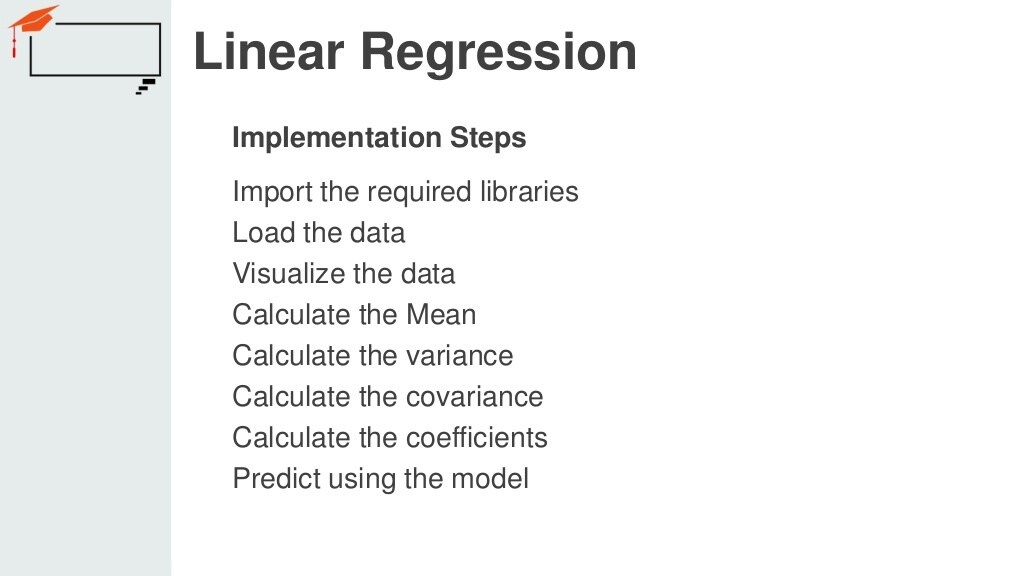 Linear Regression
Implementation Steps
Import the required libraries
Load the data
Visualize the data
Calculate the Mean
Calculate the variance
Calculate the covariance
Calculate the coefficients
Predict using the model